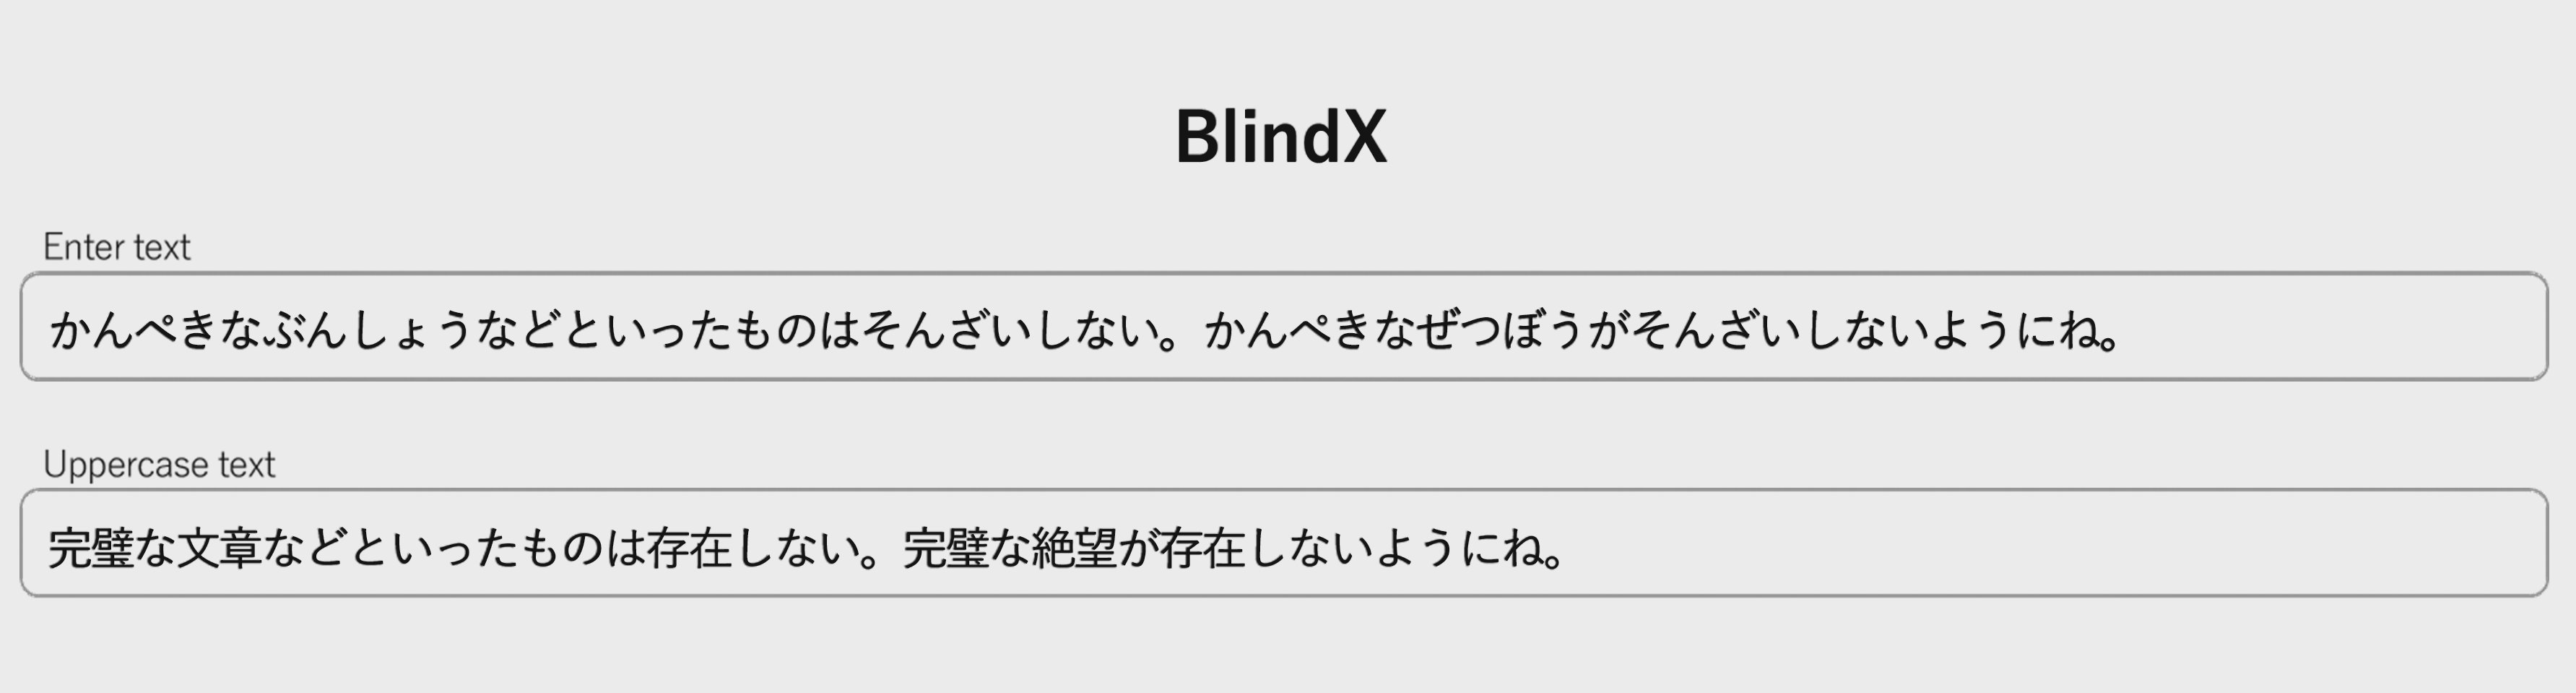 BlindX
Enter text
かんぺきなぶんしょうなどといったものはそんざいしない。かんぺきなぜつぼうがそんざいしないようにね。
Uppercase text
完璧な文章などといったものは存在しない。完璧な絶望が存在しないようにね。